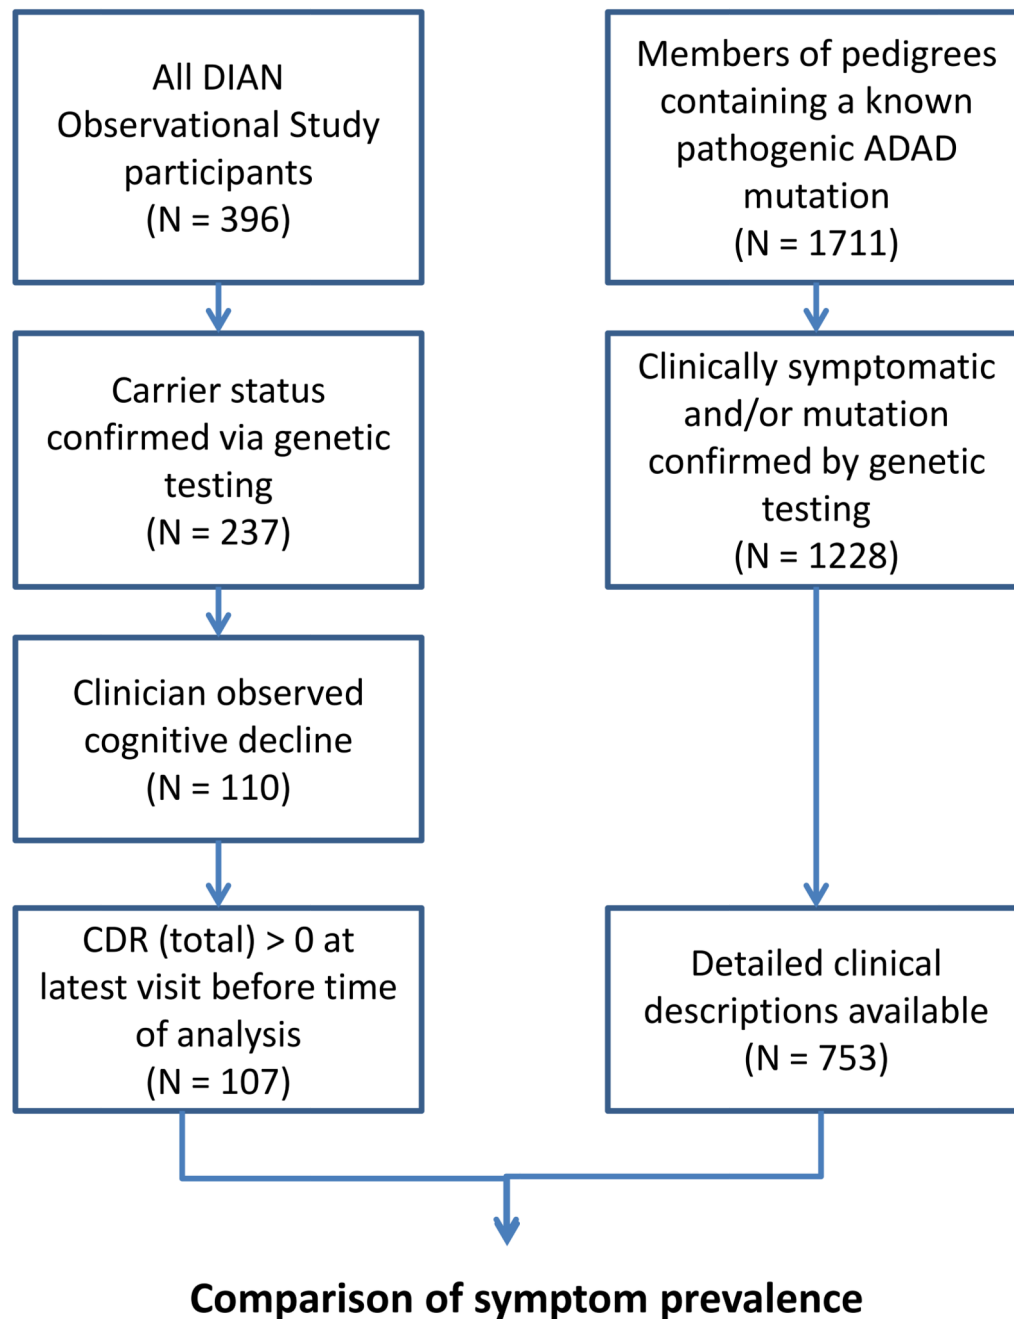 All DIAN
Observational Study
participants
(N = 396)
Carrier status
confirmed via genetic
testing
(N = 237)
Clinician observed
cognitive decline
(N = 110)
CDR (total) > 0 at
latest visit before time
of analysis
(N = 107)
Members of pedigrees
containing a known
pathogenic ADAD
mutation
(N = 1711)
Clinically symptomatic
and/or mutation
confirmed by genetic
testing
(N = 1228)
Detailed clinical
descriptions available
(N = 753)
Comparison of symptom prevalence